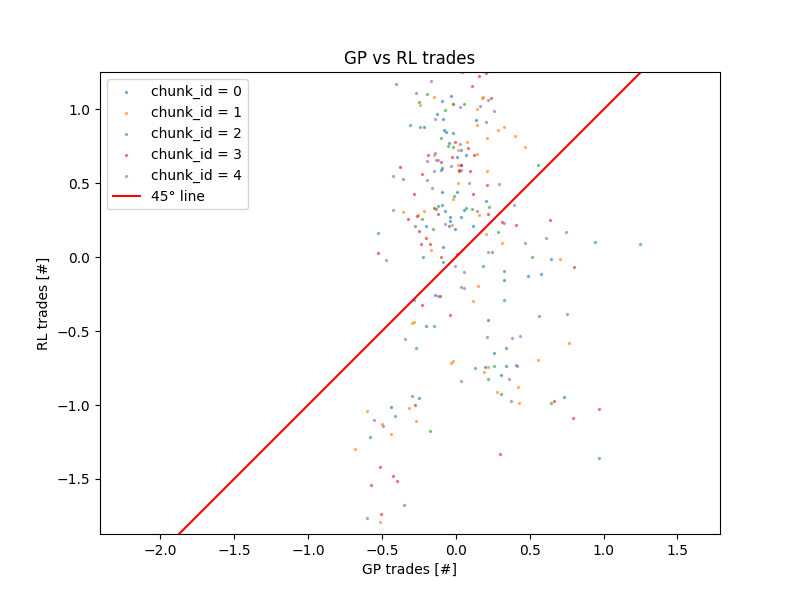 GP vs RL trades
chunk_id = 0
chunk_id = 1
chunk_id = 2
chunk_id = 3
chunk_id = 4
45° line
RL trades [#]
1.0
0.5
0.0
−0.5
−1.0
−1.5
−2.0 −1.5 −1.0 −0.5 0.0 0.5 1.0 1.5
GP trades [#]